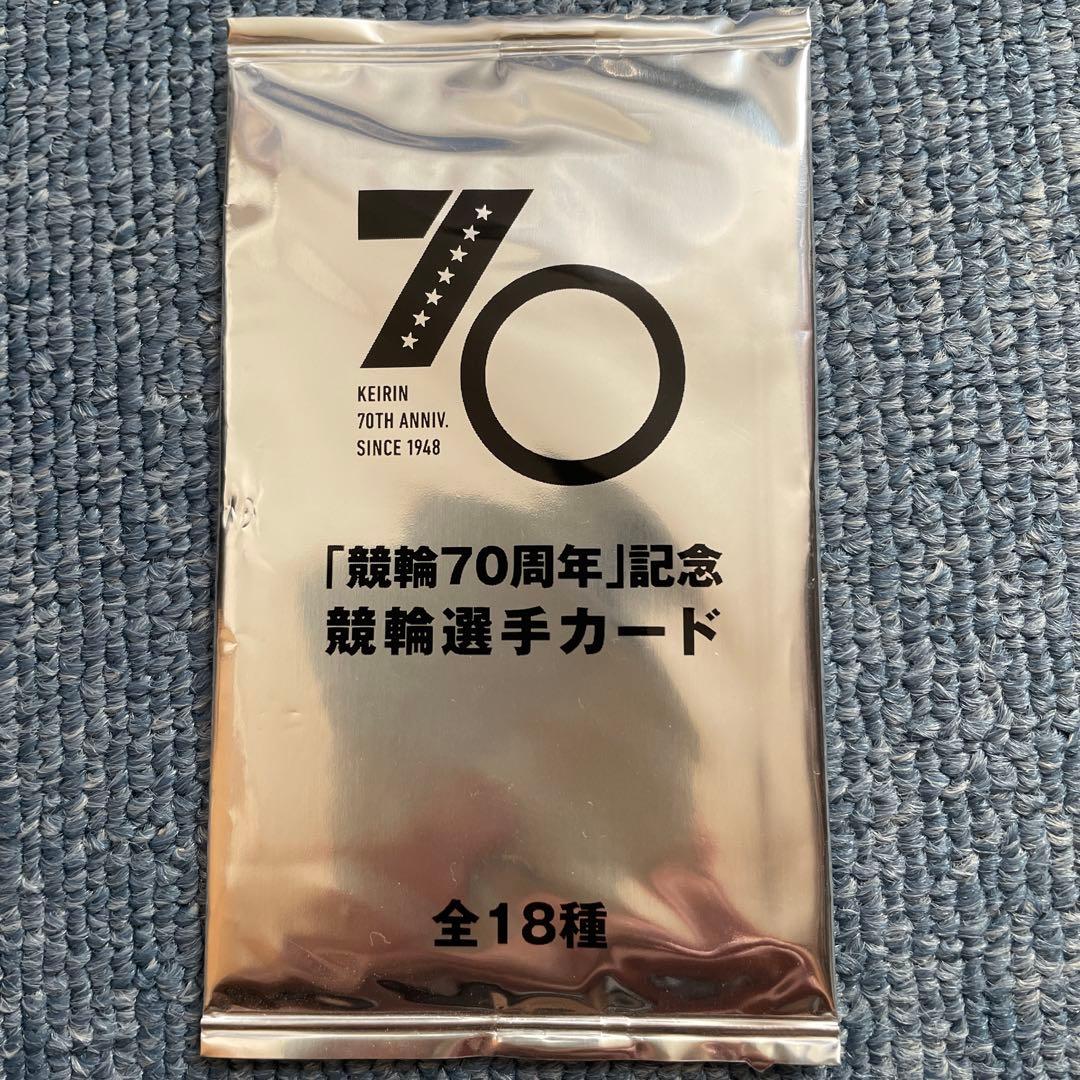 70
KEIRIN
70TH ANNIV.
SINCE 1948
「競輪70周年」記念
競輪選手カード
全18種